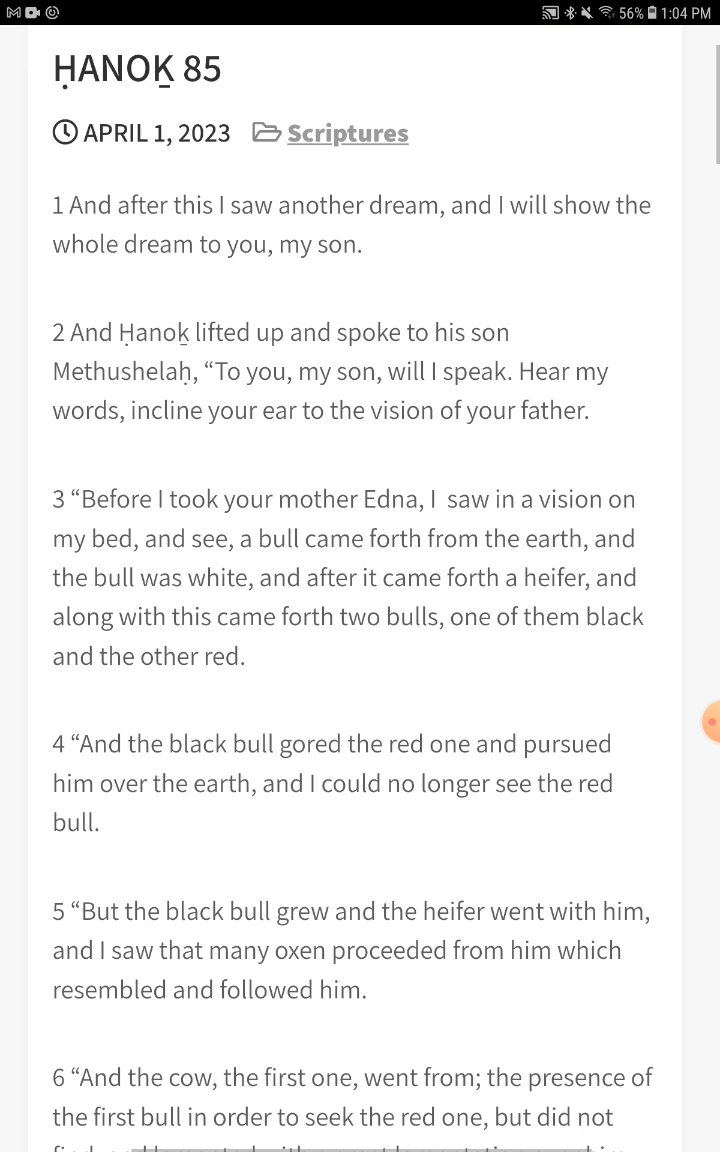 56% 1:04 PM
ḤANOḴ 85
APRIL 1, 2023 Scriptures
1 And after this I saw another dream, and I will show the
whole dream to you, my son.
2 And Ḥanoḵ lifted up and spoke to his son
Methushelaḥ, “To you, my son, will I speak. Hear my
words, incline your ear to the vision of your father.
3 “Before I took your mother Edna, I  saw in a vision on
my bed, and see, a bull came forth from the earth, and
the bull was white, and after it came forth a heifer, and
along with this came forth two bulls, one of them black
and the other red.
4 “And the black bull gored the red one and pursued
him over the earth, and I could no longer see the red
bull.
5 “But the black bull grew and the heifer went with him,
and I saw that many oxen proceeded from him which
resembled and followed him.
6 “And the cow, the first one, went from; the presence of
the first bull in order to seek the red one, but did not